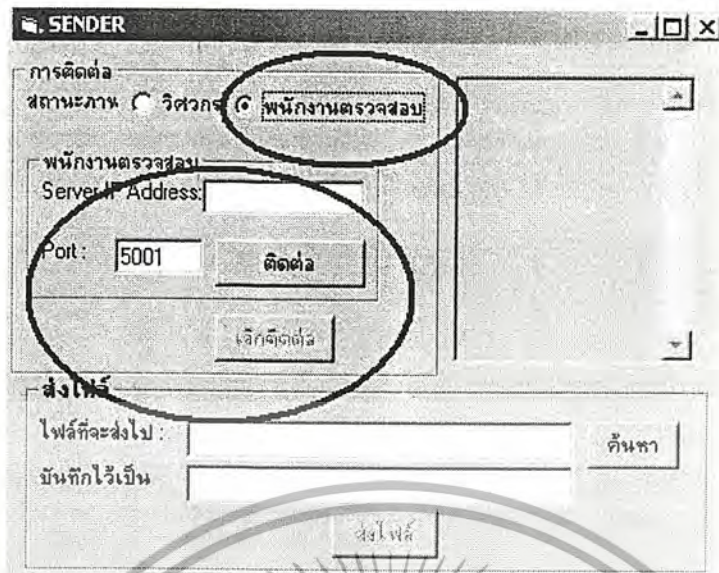 SENDER
การติดต่อ
สถานะภาพ วิศวกร พนักงานตรวจสอบ
พนักงานตรวจสอบ
Server IP Address:
Port : 5001 ติดต่อ
เลิกติดต่อ
ส่งไฟล์
ไฟล์ที่จะส่งไป : ค้นหา
บันทึกไว้เป็น
ส่งไฟล์